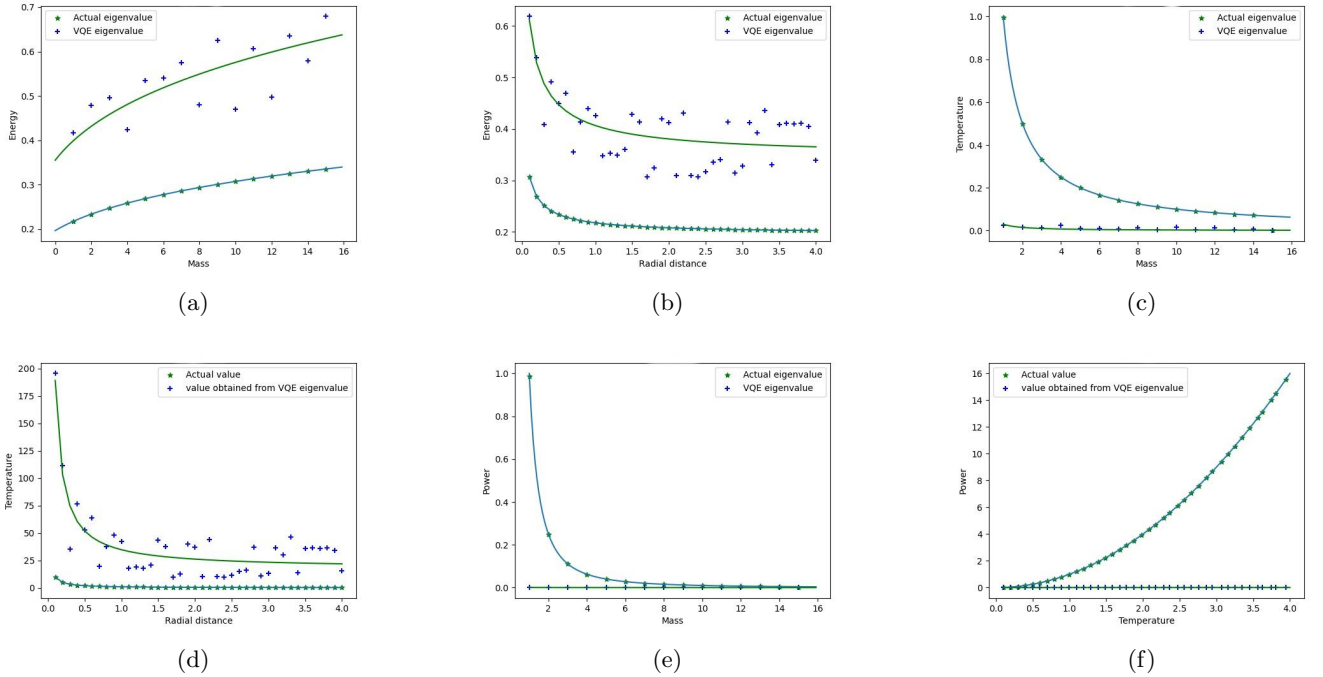 Actual eigenvalue
VQE eigenvalue
0.7
0.6
0.5
0.4
0.3
0.2
Energy
0 2 4 6 8 10 12 14 16
Mass
(a)
Actual eigenvalue
VQE eigenvalue
0.6
0.5
0.4
0.3
0.2
Energy
0.0 0.5 1.0 1.5 2.0 2.5 3.0 3.5 4.0
Radial distance
(b)
Actual eigenvalue
VQE eigenvalue
1.0
0.8
0.6
0.4
0.2
0.0
Temperature
2 4 6 8 10 12 14 16
Mass
(c)
Actual value
value obtained from VQE eigenvalue
200
175
150
125
100
75
50
25
0
Temperature
0.0 0.5 1.0 1.5 2.0 2.5 3.0 3.5 4.0
Radial distance
(d)
Actual eigenvalue
VQE eigenvalue
1.0
0.8
0.6
0.4
0.2
0.0
Power
2 4 6 8 10 12 14 16
Mass
(e)
Actual value
value obtained from VQE eigenvalue
16
14
12
10
8
6
4
2
0
Power
0.0 0.5 1.0 1.5 2.0 2.5 3.0 3.5 4.0
Temperature
(f)